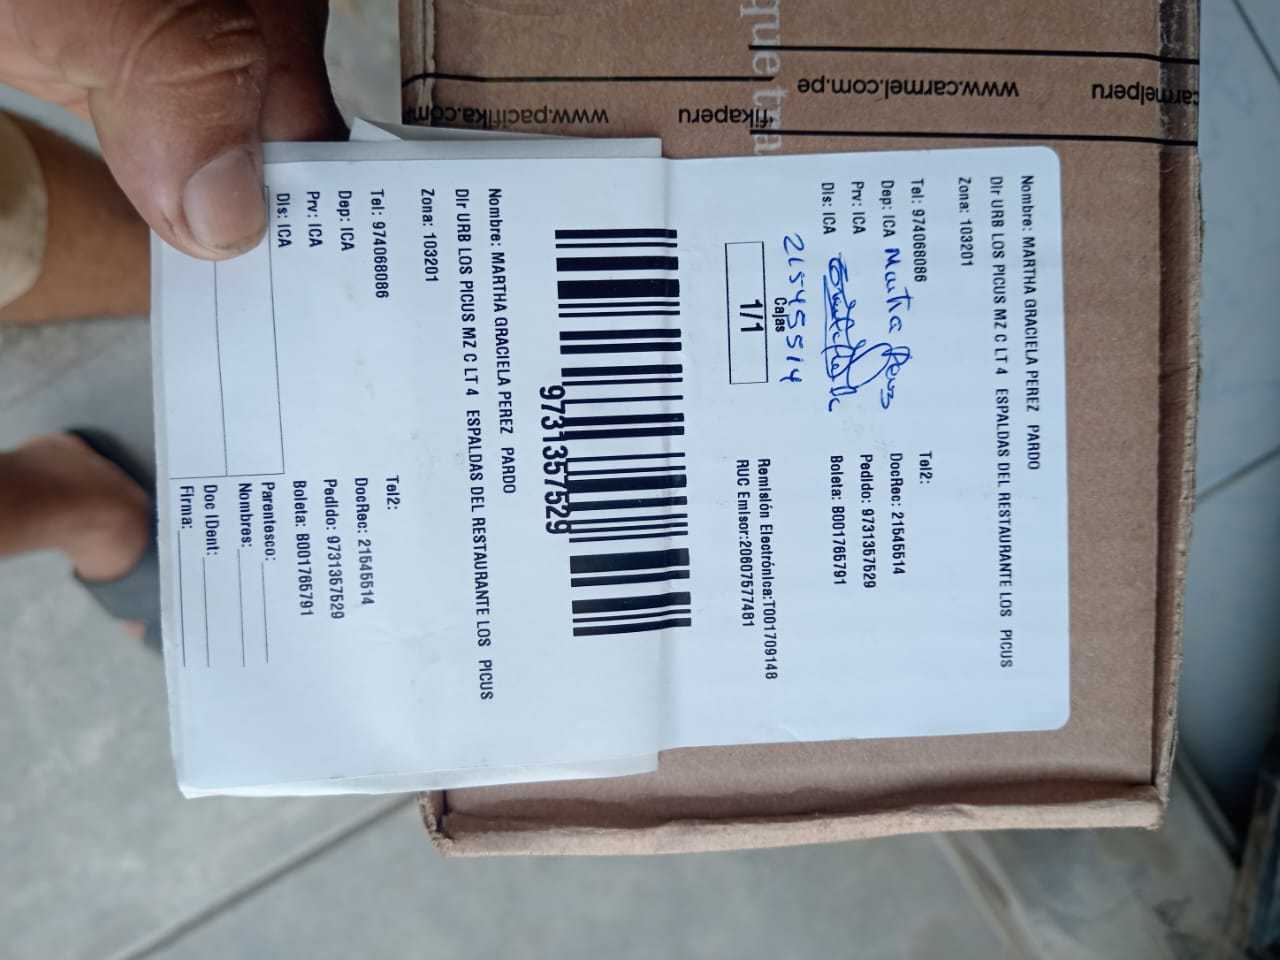 que tra
www.carmel.com.pe
carmelperu
www.pacifika.com
fikaperu
Nombre: MARTHA GRACIELA PEREZ PARDO
Dir URB LOS PICUS MZ C LT 4 ESPALDAS DEL RESTAURANTE LOS PICUS
Zona: 103201
Tel: 974068086
Tel2:
Dep: ICA
DocRec: 21545514
Prv: ICA
Pedido: 9731357529
Dis: ICA
Boleta: B001765791
Martha Perez
21545514
Cajas
1/1
Remisión Electrónica:T001709148
RUC Emisor:20607577481
9731357529
Nombre: MARTHA GRACIELA PEREZ PARDO
Dir URB LOS PICUS MZ C LT 4 ESPALDAS DEL RESTAURANTE LOS PICUS
Zona: 103201
Tel: 974068086
Tel2:
Dep: ICA
DocRec: 21545514
Prv: ICA
Pedido: 9731357529
Dis: ICA
Boleta: B001765791
Parentesco:
Nombres:
Doc IDent:
Firma: